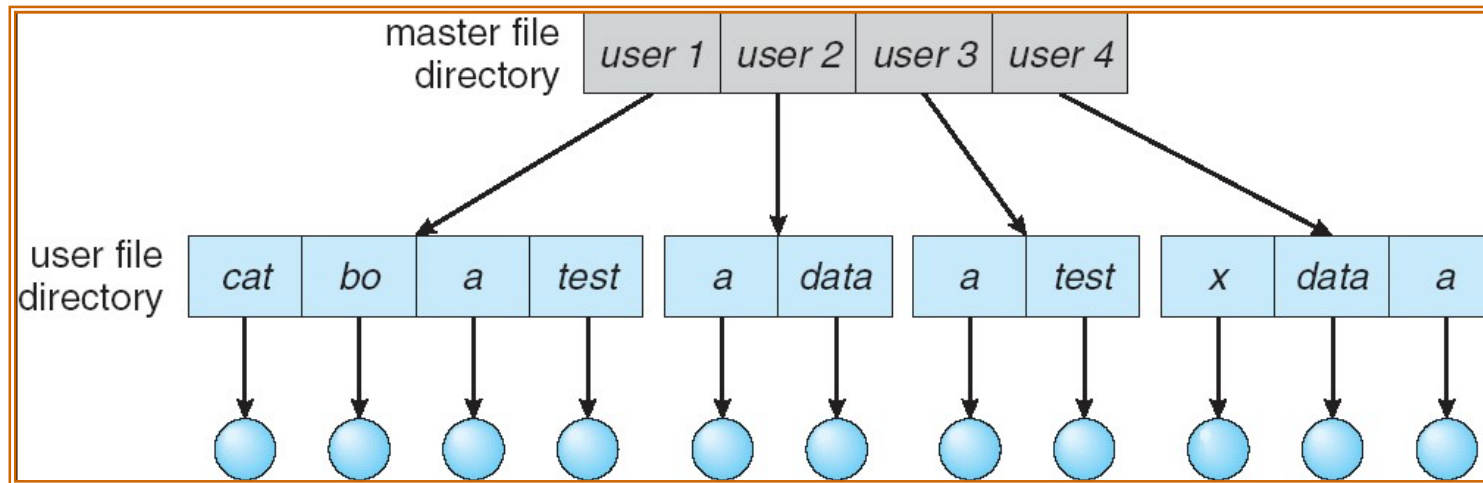 master file
directory
user 1 user 2 user 3 user 4
user file
directory
cat bo a test a data a test x data a